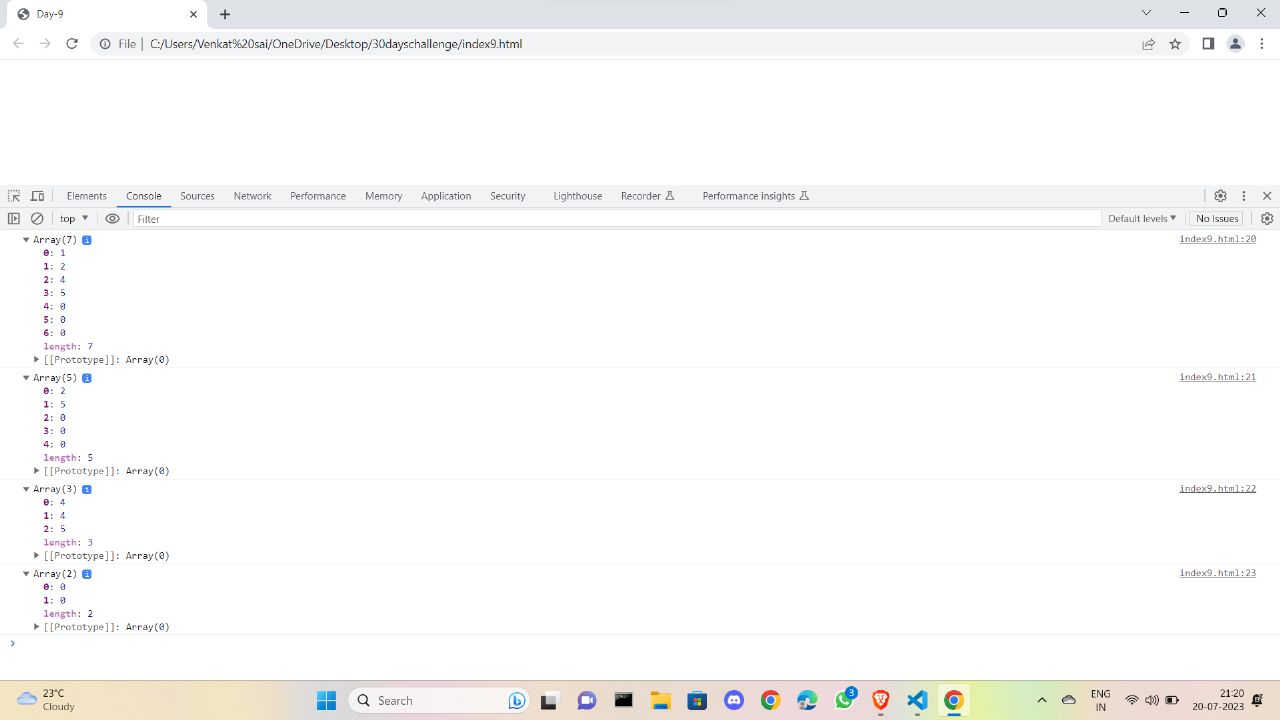 Day-9
File | C:/Users/Venkat%20sai/OneDrive/Desktop/30dayschallenge/index9.html
Elements Console Sources Network Performance Memory Application Security Lighthouse Recorder Performance insights
top Filter Default levels No Issues
Array(7) i index9.html:20
0: 1
1: 2
2: 4
3: 5
4: 0
5: 0
6: 0
length: 7
[[Prototype]]: Array(0)
Array(5) i index9.html:21
0: 2
1: 5
2: 0
3: 0
4: 0
length: 5
[[Prototype]]: Array(0)
Array(3) i index9.html:22
0: 4
1: 4
2: 5
length: 3
[[Prototype]]: Array(0)
Array(2) i index9.html:23
0: 0
1: 0
length: 2
[[Prototype]]: Array(0)
23°C
Cloudy
Search
3
ENG
IN
21:20
20-07-2023